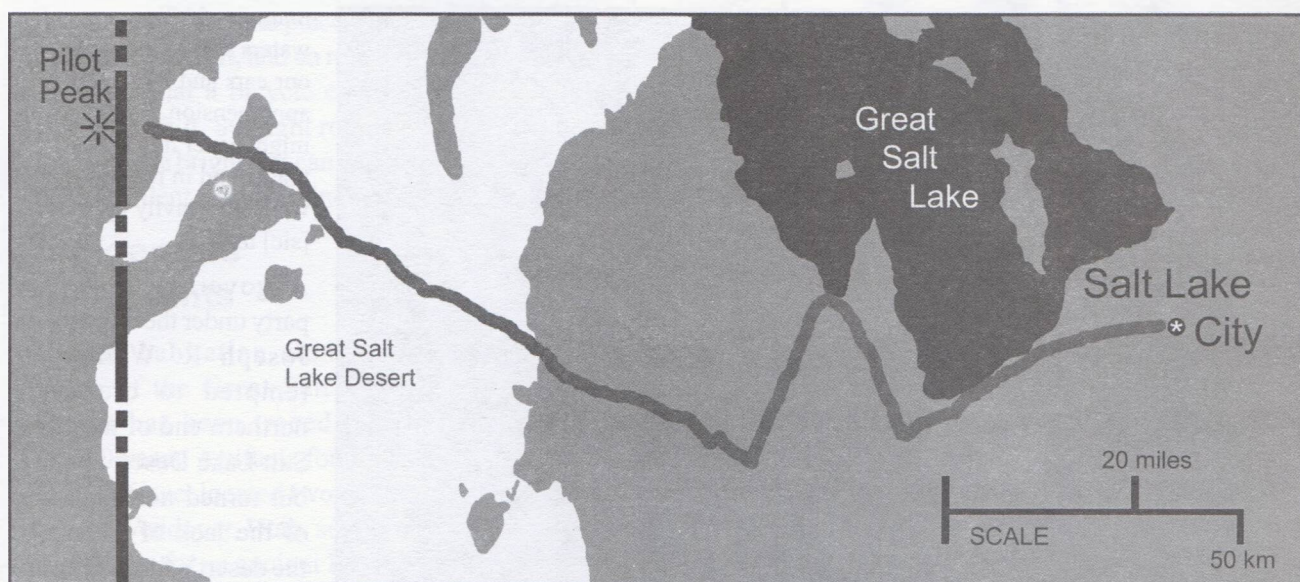 Pilot
Peak
Great
Salt
Lake
Salt Lake
City
Great Salt
Lake Desert
20 miles
SCALE
50 km